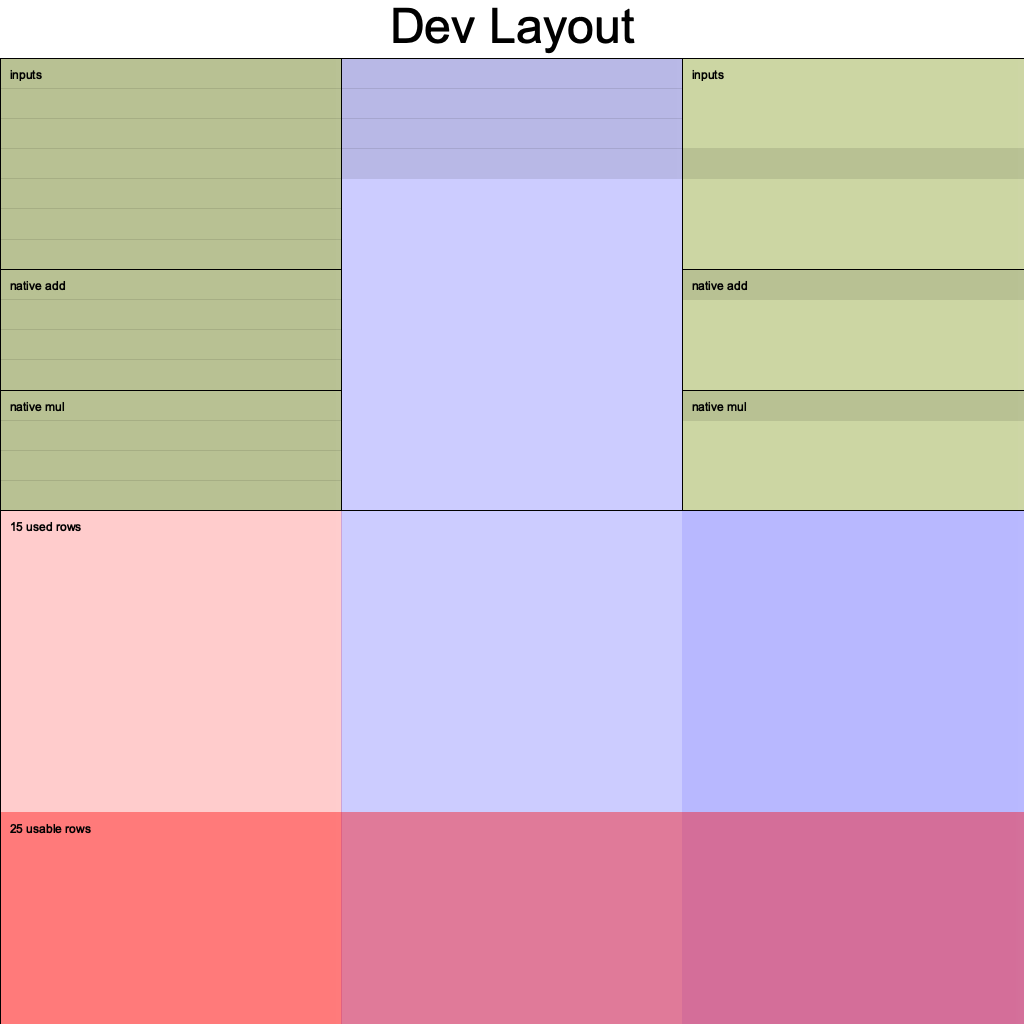 Dev Layout
inputs
inputs
native add
native add
native mul
native mul
15 used rows
25 usable rows